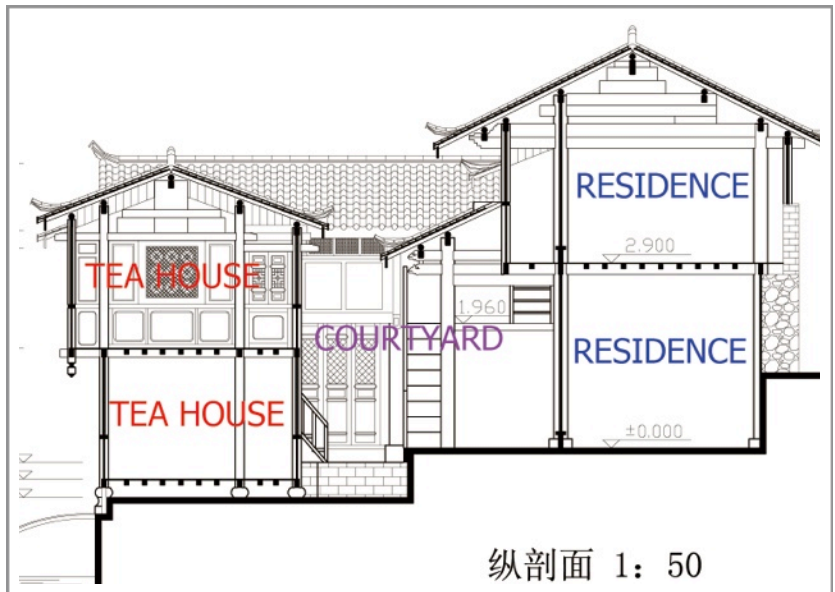 RESIDENCE
2.900
TEA HOUSE
1.960
COURTYARD
RESIDENCE
TEA HOUSE
±0.000
纵剖面 1: 50